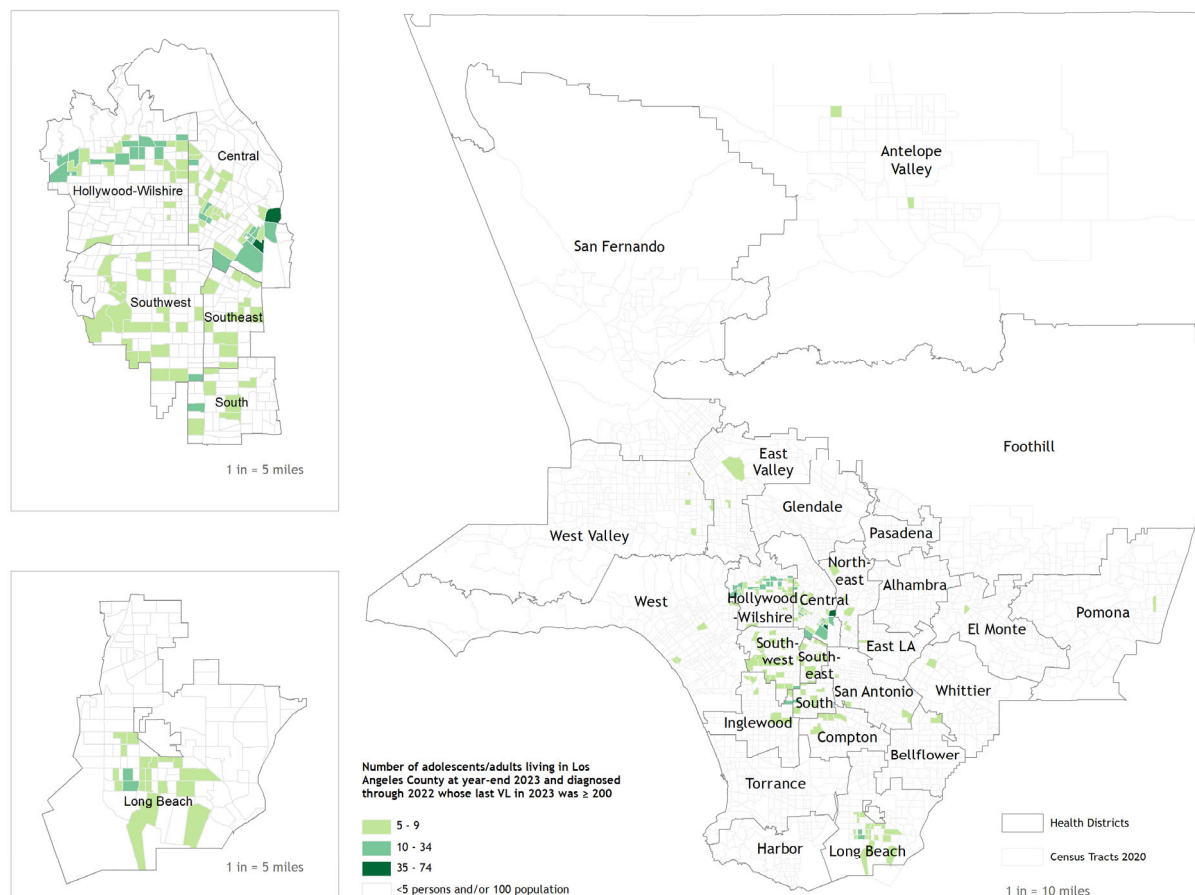 Central
Hollywood-Wilshire
Southwest
Southeast
South
1 in = 5 miles
Long Beach
1 in = 5 miles
Antelope
Valley
San Fernando
Foothill
East
Valley
Glendale
Pasadena
West Valley
North-
east
Alhambra
West
Hollywood
-Wilshire
Central
Pomona
El Monte
East LA
South-
west
South-
east
San Antonio
Whittier
South
Inglewood
Compton
Bellflower
Torrance
Harbor
Long Beach
Number of adolescents/adults living in Los
Angeles County at year-end 2023 and diagnosed
through 2022 whose last VL in 2023 was ≥ 200
5 - 9
10 - 34
35 - 74
<5 persons and/or 100 population
Health Districts
Census Tracts 2020
1 in = 10 miles